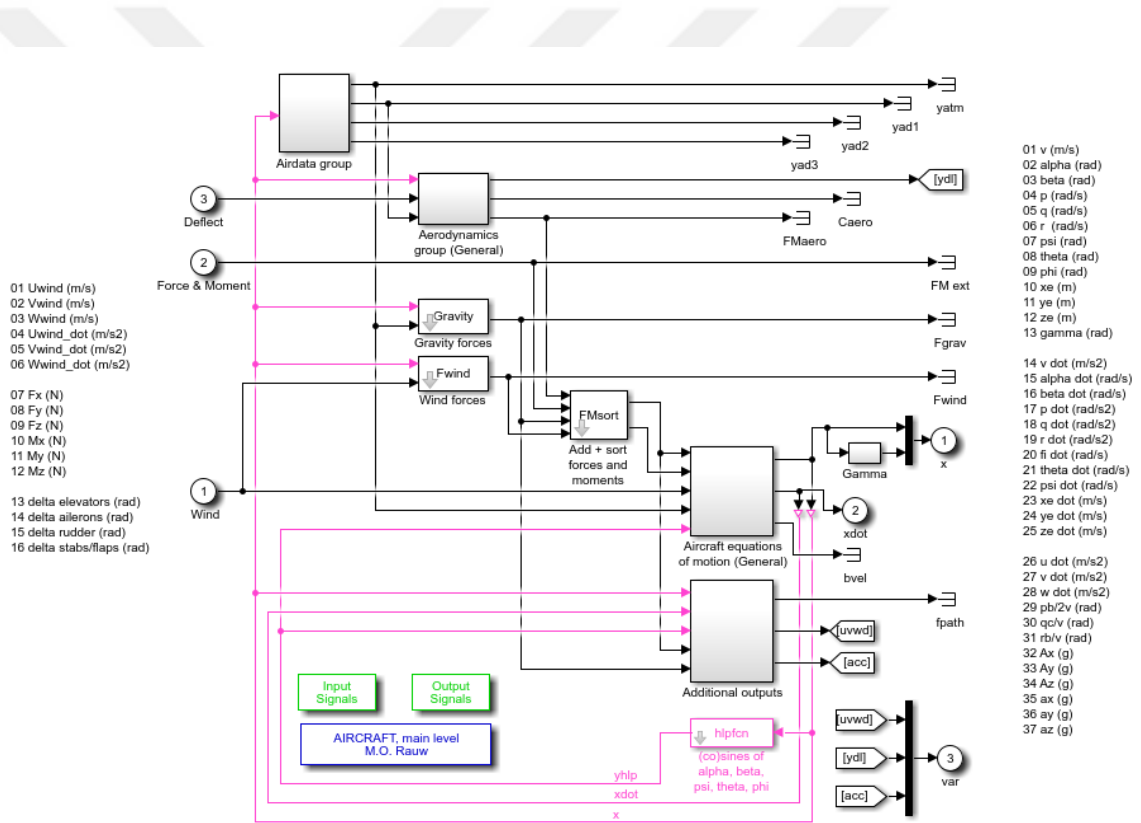 yatm
yad1
yad2
yad3
Airdata group
[ydl]
3
Deflect
Aerodynamics
group (General)
Caero
FMaero
2
Force & Moment
FM ext
Gravity
Gravity forces
Fgrav
Fwind
Wind forces
Fwind
FMsort
Add + sort
forces and
moments
1
Wind
Gamma
1
x
2
xdot
Aircraft equations
of motion (General)
bvel
fpath
[uvwd]
[acc]
Additional outputs
Input
Signals
Output
Signals
AIRCRAFT, main level
M.O. Rauw
hlpfcn
(co)sines of
alpha, beta,
psi, theta, phi
yhlp
xdot
x
[uvwd]
[ydl]
[acc]
3
var
01 Uwind (m/s)
02 Vwind (m/s)
03 Wwind (m/s)
04 Uwind_dot (m/s2)
05 Vwind_dot (m/s2)
06 Wwind_dot (m/s2)
07 Fx (N)
08 Fy (N)
09 Fz (N)
10 Mx (N)
11 My (N)
12 Mz (N)
13 delta elevators (rad)
14 delta ailerons (rad)
15 delta rudder (rad)
16 delta stabs/flaps (rad)
01 v (m/s)
02 alpha (rad)
03 beta (rad)
04 p (rad/s)
05 q (rad/s)
06 r (rad/s)
07 psi (rad)
08 theta (rad)
09 phi (rad)
10 xe (m)
11 ye (m)
12 ze (m)
13 gamma (rad)
14 v dot (m/s2)
15 alpha dot (rad/s)
16 beta dot (rad/s)
17 p dot (rad/s2)
18 q dot (rad/s2)
19 r dot (rad/s2)
20 fi dot (rad/s)
21 theta dot (rad/s)
22 psi dot (rad/s)
23 xe dot (m/s)
24 ye dot (m/s)
25 ze dot (m/s)
26 u dot (m/s2)
27 v dot (m/s2)
28 w dot (m/s2)
29 pb/2v (rad)
30 qc/v (rad)
31 rb/v (rad)
32 Ax (g)
33 Ay (g)
34 Az (g)
35 ax (g)
36 ay (g)
37 az (g)